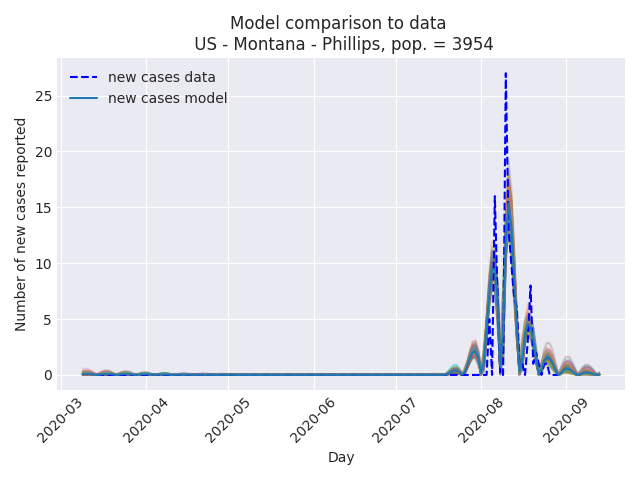 Model comparison to data
US - Montana - Phillips, pop. = 3954
new cases data
new cases model
Number of new cases reported
25
20
15
10
5
0
2020-03
2020-04
2020-05
2020-06
2020-07
2020-08
2020-09
Day